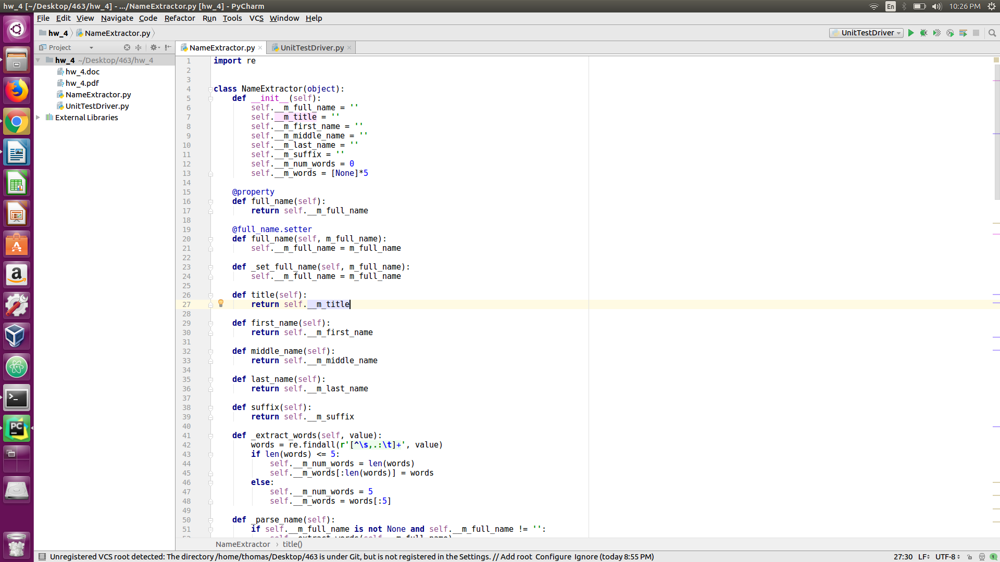 hw_4 [~/Desktop/463/hw_4] - .../NameExtractor.py [hw_4] - PyCharm
En
10:26 PM
File Edit View Navigate Code Refactor Run Tools VCS Window Help
hw_4 NameExtractor.py
UnitTestDriver
Project
NameExtractor.py UnitTestDriver.py
hw_4 ~/Desktop/463/hw_4
hw_4.doc
hw_4.pdf
NameExtractor.py
UnitTestDriver.py
External Libraries
1 import re
2
3
4 class NameExtractor(object):
5 def __init__(self):
6 self.__m_full_name = ''
7 self.__m_title = ''
8 self.__m_first_name = ''
9 self.__m_middle_name = ''
10 self.__m_last_name = ''
11 self.__m_suffix = ''
12 self.__m_num_words = 0
13 self.__m_words = [None]*5
14
15 @property
16 def full_name(self):
17 return self.__m_full_name
18
19 @full_name.setter
20 def full_name(self, m_full_name):
21 self.__m_full_name = m_full_name
22
23 def _set_full_name(self, m_full_name):
24 self.__m_full_name = m_full_name
25
26 def title(self):
27 return self.__m_title
28
29 def first_name(self):
30 return self.__m_first_name
31
32 def middle_name(self):
33 return self.__m_middle_name
34
35 def last_name(self):
36 return self.__m_last_name
37
38 def suffix(self):
39 return self.__m_suffix
40
41 def _extract_words(self, value):
42 words = re.findall(r'[^\s,.:\t]+', value)
43 if len(words) <= 5:
44 self.__m_num_words = len(words)
45 self.__m_words[:len(words)] = words
46 else:
47 self.__m_num_words = 5
48 self.__m_words = words[:5]
49
50 def _parse_name(self):
51 if self.__m_full_name is not None and self.__m_full_name != '':
NameExtractor › title()
Unregistered VCS root detected: The directory /home/thomas/Desktop/463 is under Git, but is not registered in the Settings. // Add root Configure Ignore (today 8:55 PM)
27:30 LF UTF-8 1